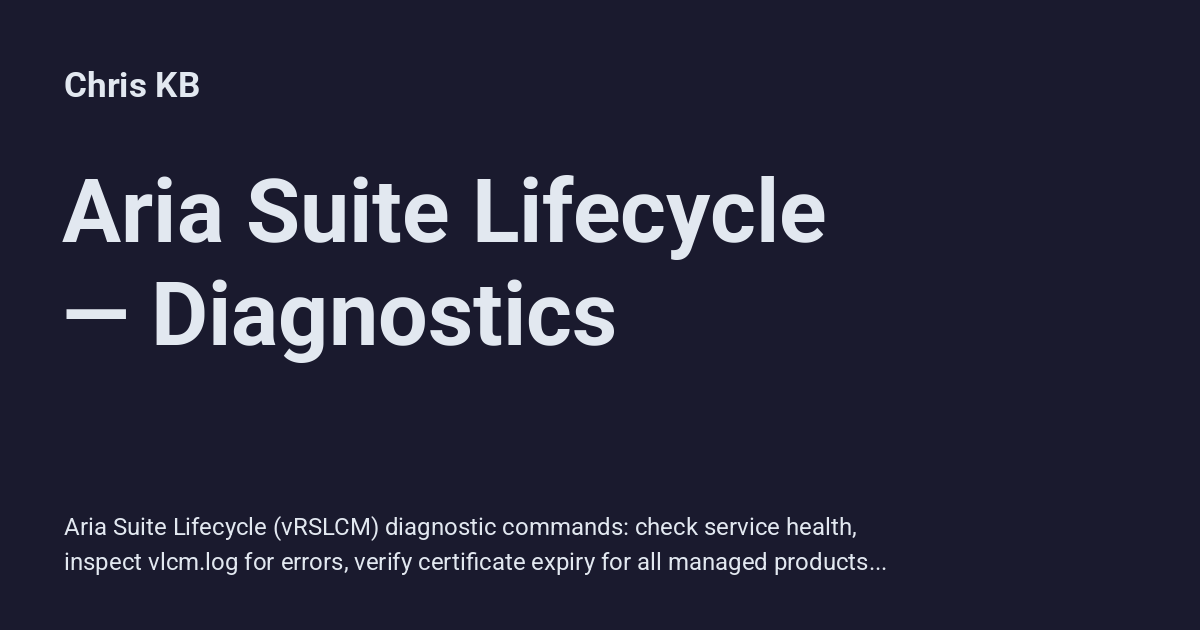 Chris KB
Aria Suite Lifecycle
— Diagnostics
Aria Suite Lifecycle (vRSLCM) diagnostic commands: check service health,
inspect vlcm.log for errors, verify certificate expiry for all managed products...